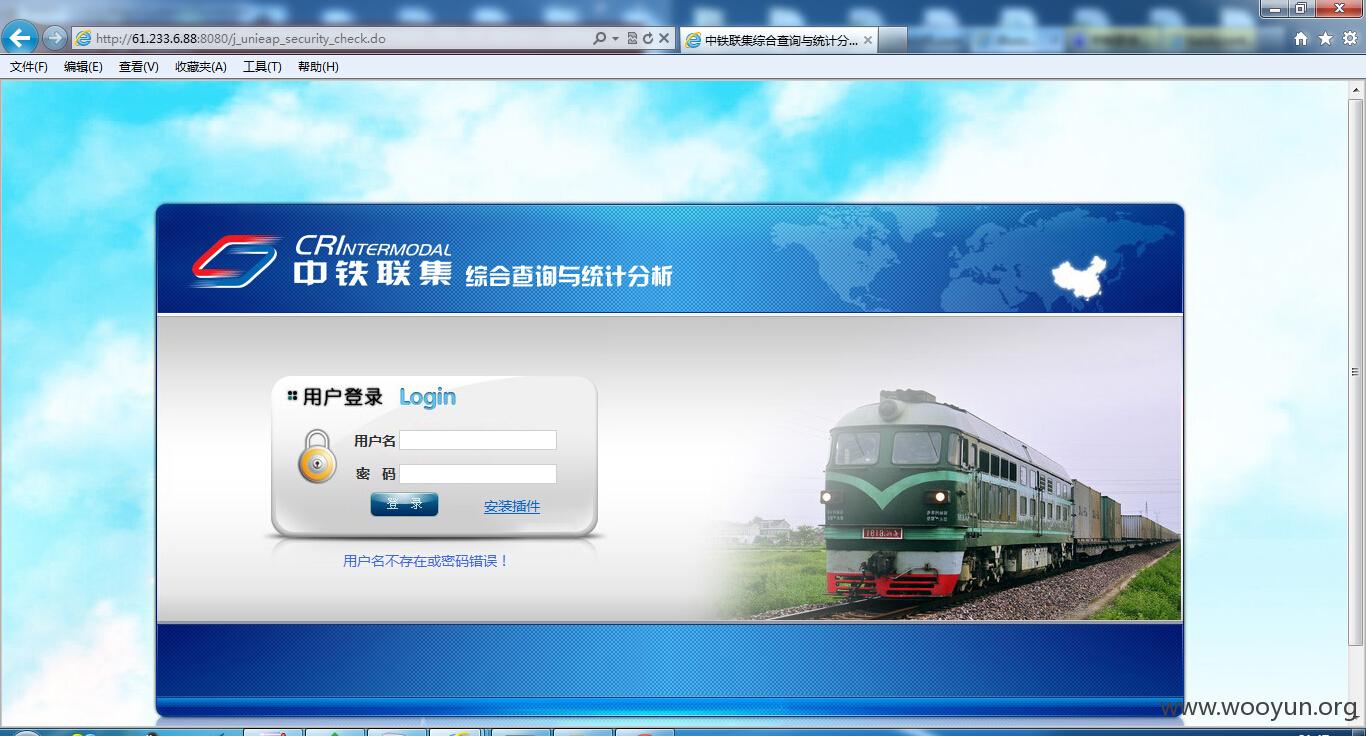 http://61.233.6.88:8080/j_unieap_security_check.do
中铁联集综合查询与统计分...
文件(F) 编辑(E) 查看(V) 收藏夹(A) 工具(T) 帮助(H)
CRINTERMODAL
中铁联集 综合查询与统计分析
用户登录 Login
用户名
密 码
登 录 安装插件
用户名不存在或密码错误！
www.wooyun.org